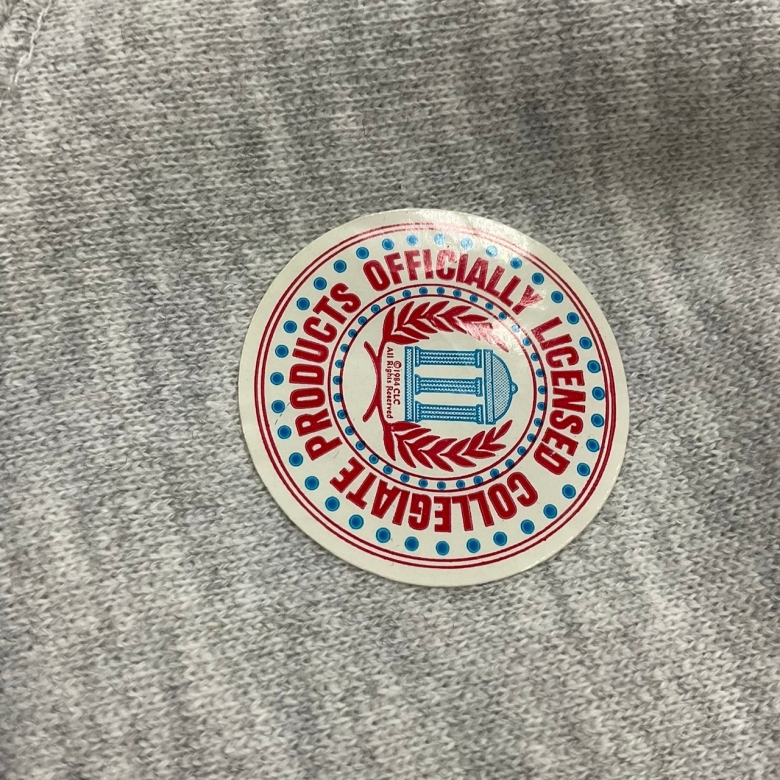 OFFICIALLY LICENSED COLLEGIATE PRODUCTS
©1984 CLC
All Rights Reserved